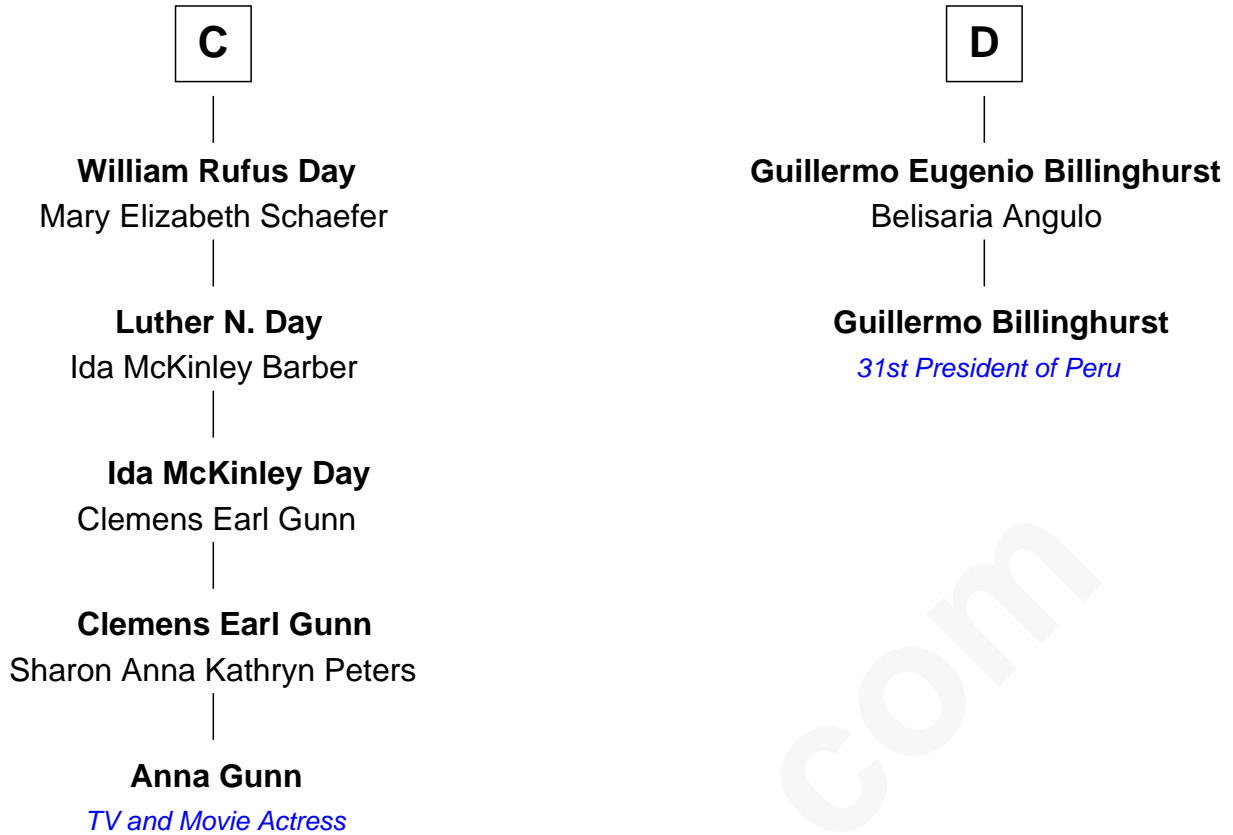 C
William Rufus Day
Mary Elizabeth Schaefer
Luther N. Day
Ida McKinley Barber
Ida McKinley Day
Clemens Earl Gunn
Clemens Earl Gunn
Sharon Anna Kathryn Peters
Anna Gunn
TV and Movie Actress
D
Guillermo Eugenio Billinghurst
Belisaria Angulo
Guillermo Billinghurst
31st President of Peru
com